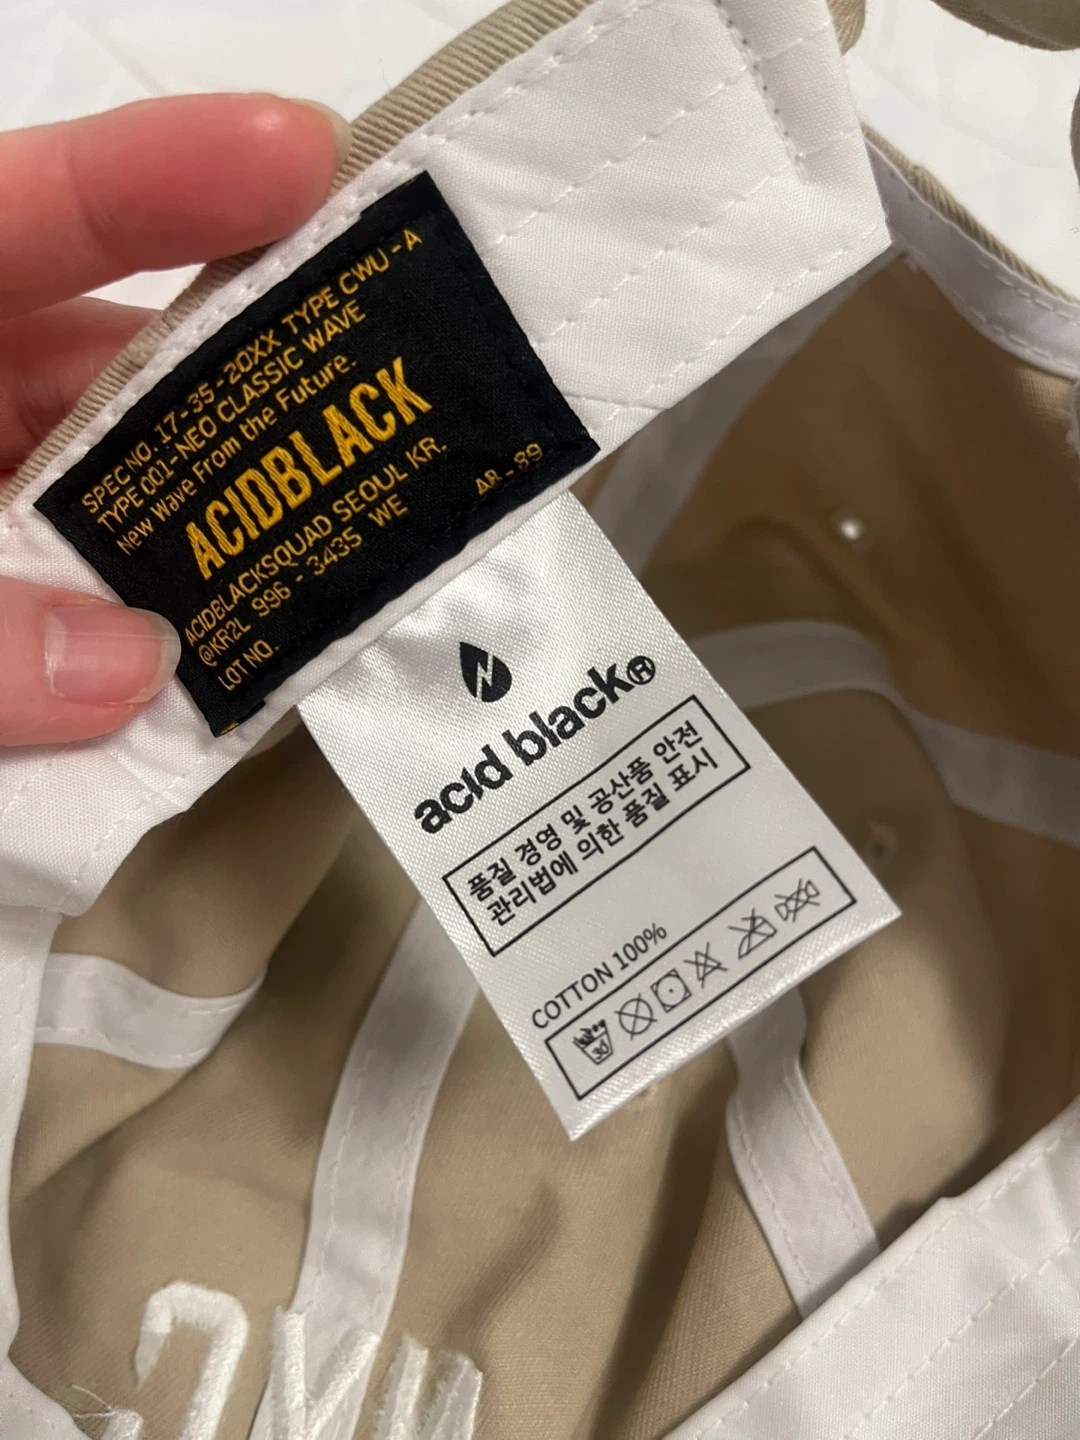 SPEC NO. 17-35-20XX TYPE CWU-A
TYPE 001-NEO CLASSIC WAVE
New Wave From the Future.
ACIDBLACK
ACIDBLACKSQUAD SEOUL KR.
@KR2L 996 - 3435 WE
LOT NO. AR-89
acid black®
품질 경영 및 공산품 안전
관리법에 의한 품질 표시
COTTON 100%
30